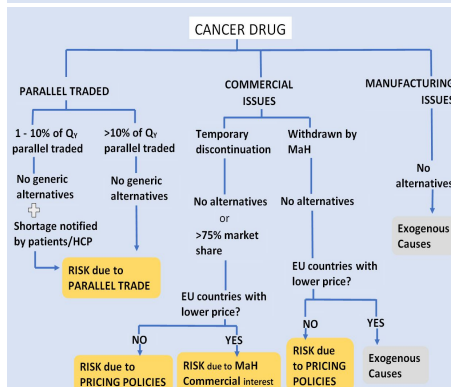 CANCER DRUG
PARALLEL TRADED
COMMERCIAL
ISSUES
MANUFACTURING
ISSUES
1 - 10% of QY
parallel traded
>10% of QY
parallel traded
Temporary
discontinuation
Withdrawn by
MaH
No generic
alternatives
Shortage notified
by patients/HCP
No generic
alternatives
No alternatives
or
>75% market
share
No alternatives
No
alternatives
Exogenous
Causes
RISK due to
PARALLEL TRADE
EU countries with
lower price?
EU countries with
lower price?
NO
YES
NO
YES
RISK due to
PRICING POLICIES
RISK due to MaH
Commercial interest
RISK due
to PRICING
POLICIES
Exogenous
Causes